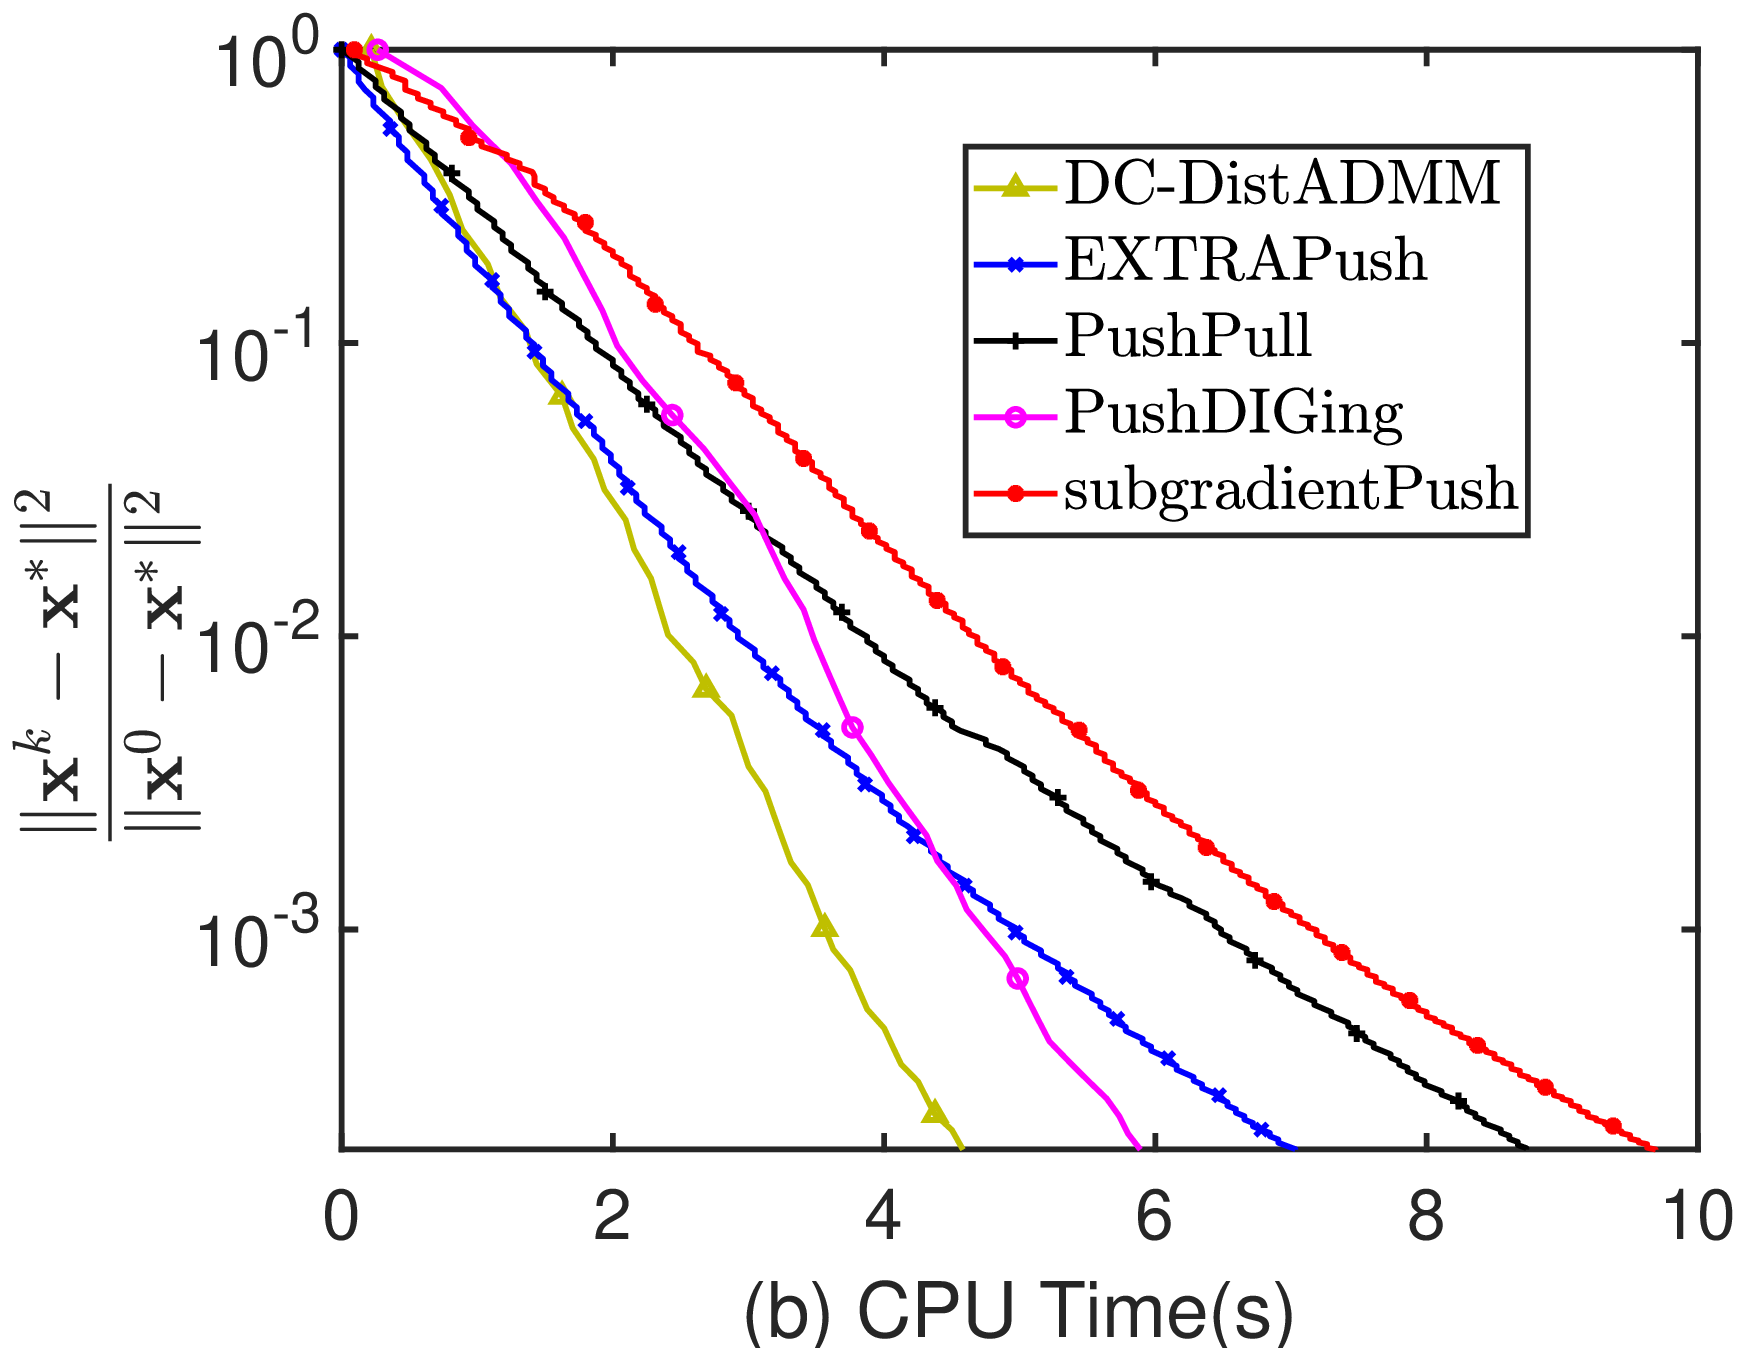 10^0
10^-1
10^-2
10^-3
‖x^k − x*‖^2
‖x^0 − x*‖^2
DC-DistADMM
EXTRAPush
PushPull
PushDIGing
subgradientPush
0 2 4 6 8 10
(b) CPU Time(s)